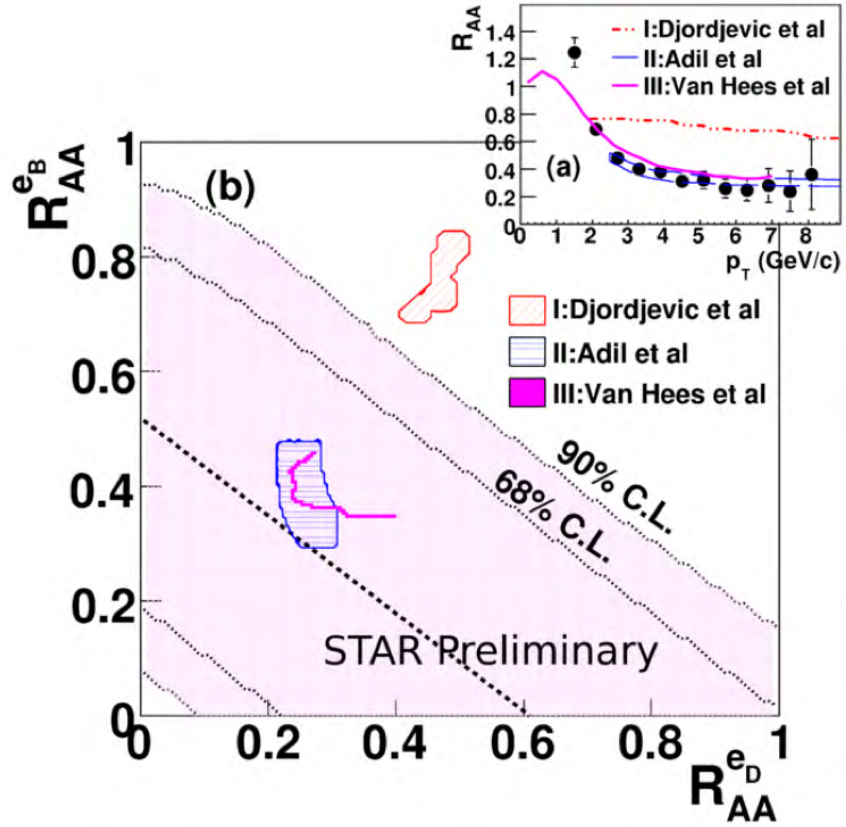 R_AA
1.4
1.2
1
0.8
0.6
0.4
0.2
0
I:Djordjevic et al
II:Adil et al
III:Van Hees et al
(a)
0 1 2 3 4 5 6 7 8
p_T (GeV/c)
R_AA^e_B
1
0.8
0.6
0.4
0.2
0
(b)
I:Djordjevic et al
II:Adil et al
III:Van Hees et al
90% C.L.
68% C.L.
STAR Preliminary
0 0.2 0.4 0.6 0.8 1
R_AA^e_D